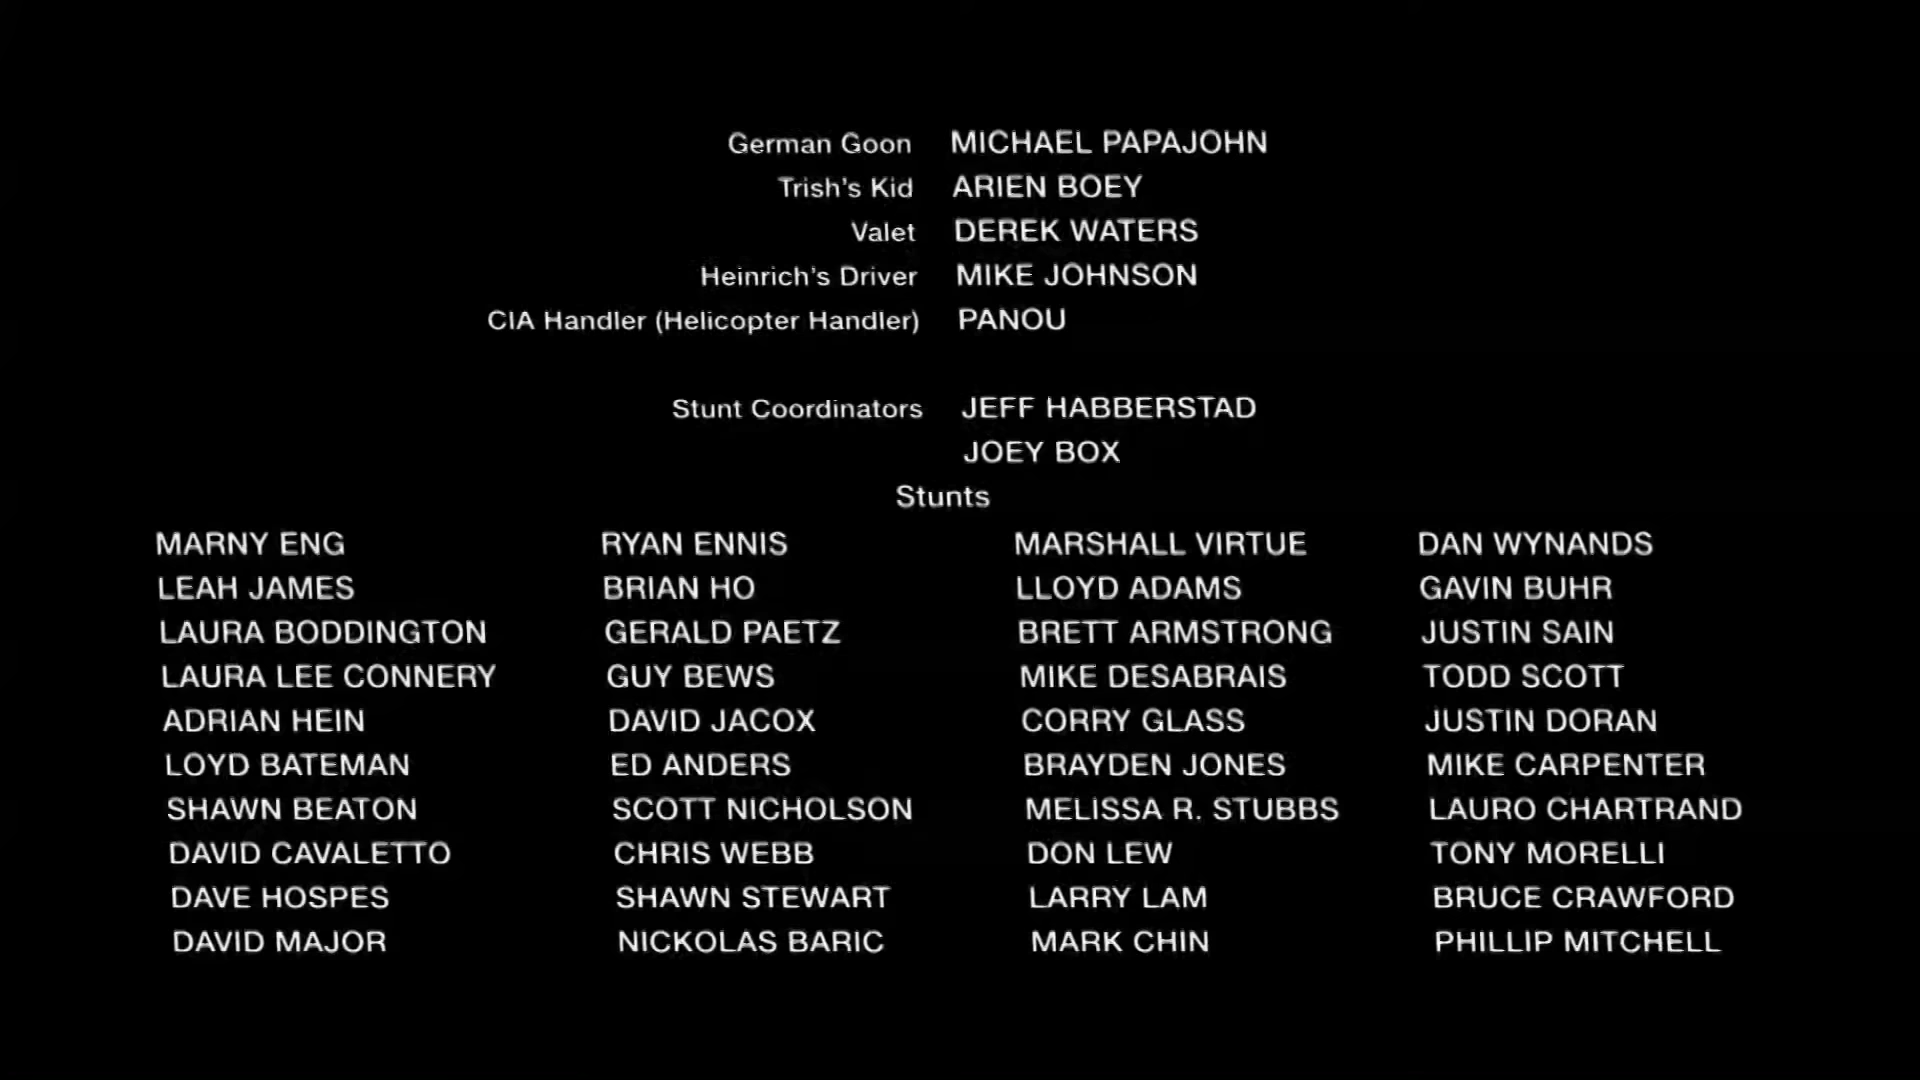 German Goon MICHAEL PAPAJOHN
Trish's Kid ARIEN BOEY
Valet DEREK WATERS
Heinrich's Driver MIKE JOHNSON
CIA Handler (Helicopter Handler) PANOU
Stunt Coordinators JEFF HABBERSTAD
JOEY BOX
Stunts
MARNY ENG RYAN ENNIS MARSHALL VIRTUE DAN WYNANDS
LEAH JAMES BRIAN HO LLOYD ADAMS GAVIN BUHR
LAURA BODDINGTON GERALD PAETZ BRETT ARMSTRONG JUSTIN SAIN
LAURA LEE CONNERY GUY BEWS MIKE DESABRAIS TODD SCOTT
ADRIAN HEIN DAVID JACOX CORRY GLASS JUSTIN DORAN
LOYD BATEMAN ED ANDERS BRAYDEN JONES MIKE CARPENTER
SHAWN BEATON SCOTT NICHOLSON MELISSA R. STUBBS LAURO CHARTRAND
DAVID CAVALETTO CHRIS WEBB DON LEW TONY MORELLI
DAVE HOSPES SHAWN STEWART LARRY LAM BRUCE CRAWFORD
DAVID MAJOR NICKOLAS BARIC MARK CHIN PHILLIP MITCHELL